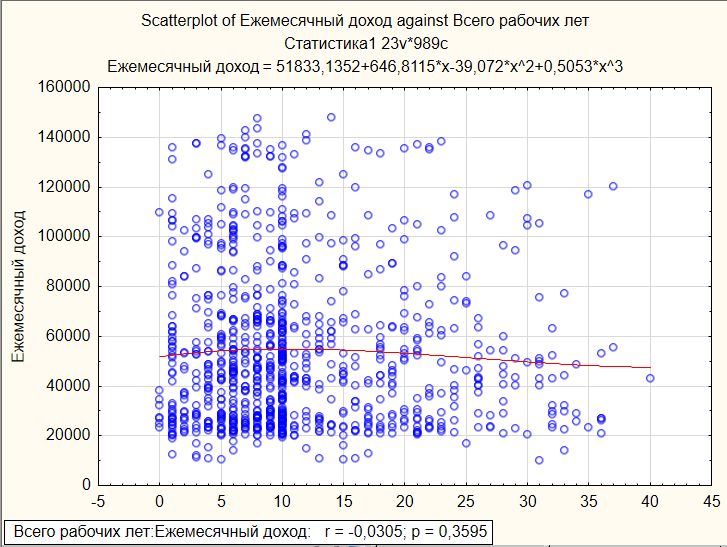 Scatterplot of Ежемесячный доход against Всего рабочих лет
Статистика1 23v*989c
Ежемесячный доход = 51833,1352+646,8115*x-39,072*x^2+0,5053*x^3
160000
140000
120000
100000
80000
60000
40000
20000
0
Ежемесячный доход
-5 0 5 10 15 20 25 30 35 40 45
Всего рабочих лет:Ежемесячный доход: r = -0,0305; p = 0,3595